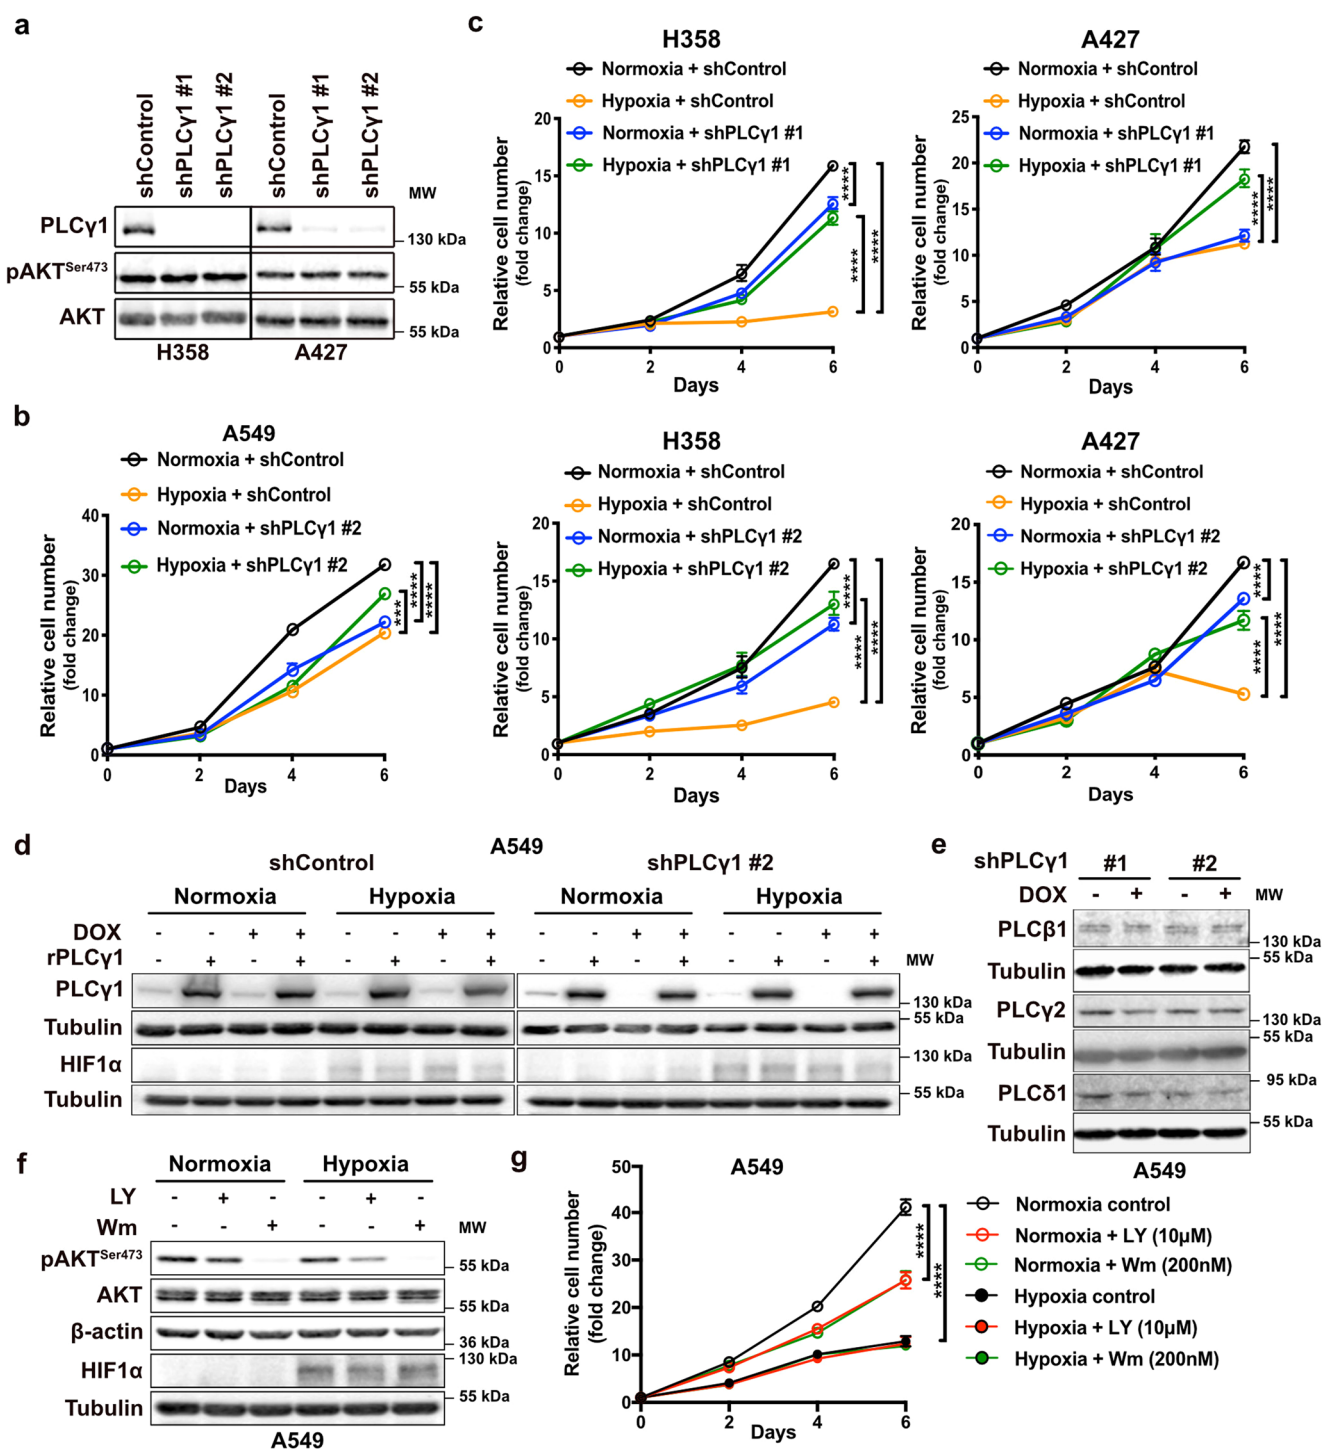 a
shControl
shPLCγ1 #1
shPLCγ1 #2
shControl
shPLCγ1 #1
shPLCγ1 #2
MW
PLCγ1
130 kDa
pAKTSer473
55 kDa
AKT
55 kDa
H358
A427
c
H358
Normoxia + shControl
Hypoxia + shControl
Normoxia + shPLCγ1 #1
Hypoxia + shPLCγ1 #1
Relative cell number
(fold change)
20
15
10
5
0
0 2 4 6
Days
****
****
****
A427
Normoxia + shControl
Hypoxia + shControl
Normoxia + shPLCγ1 #1
Hypoxia + shPLCγ1 #1
Relative cell number
(fold change)
25
20
15
10
5
0
0 2 4 6
Days
****
****
b
A549
Normoxia + shControl
Hypoxia + shControl
Normoxia + shPLCγ1 #2
Hypoxia + shPLCγ1 #2
Relative cell number
(fold change)
40
30
20
10
0
0 2 4 6
Days
***
****
****
H358
Normoxia + shControl
Hypoxia + shControl
Normoxia + shPLCγ1 #2
Hypoxia + shPLCγ1 #2
Relative cell number
(fold change)
20
15
10
5
0
0 2 4 6
Days
****
****
****
A427
Normoxia + shControl
Hypoxia + shControl
Normoxia + shPLCγ1 #2
Hypoxia + shPLCγ1 #2
Relative cell number
(fold change)
20
15
10
5
0
0 2 4 6
Days
****
****
****
d
A549
shControl
shPLCγ1 #2
Normoxia Hypoxia Normoxia Hypoxia
DOX - - + + - - + + - - + + - - + +
rPLCγ1 - + - + - + - + - + - + - + - + MW
PLCγ1
130 kDa
Tubulin
55 kDa
HIF1α
130 kDa
Tubulin
55 kDa
e
shPLCγ1 #1 #2
DOX - + - + MW
PLCβ1
130 kDa
Tubulin
55 kDa
PLCγ2
130 kDa
Tubulin
55 kDa
PLCδ1
95 kDa
Tubulin
55 kDa
A549
f
Normoxia Hypoxia
LY - + - - + -
Wm - - + - - + MW
pAKTSer473
55 kDa
AKT
55 kDa
β-actin
36 kDa
HIF1α
130 kDa
Tubulin
55 kDa
A549
g
A549
Relative cell number
(fold change)
50
40
30
20
10
0
0 2 4 6
Days
****
****
Normoxia control
Normoxia + LY (10μM)
Normoxia + Wm (200nM)
Hypoxia control
Hypoxia + LY (10μM)
Hypoxia + Wm (200nM)